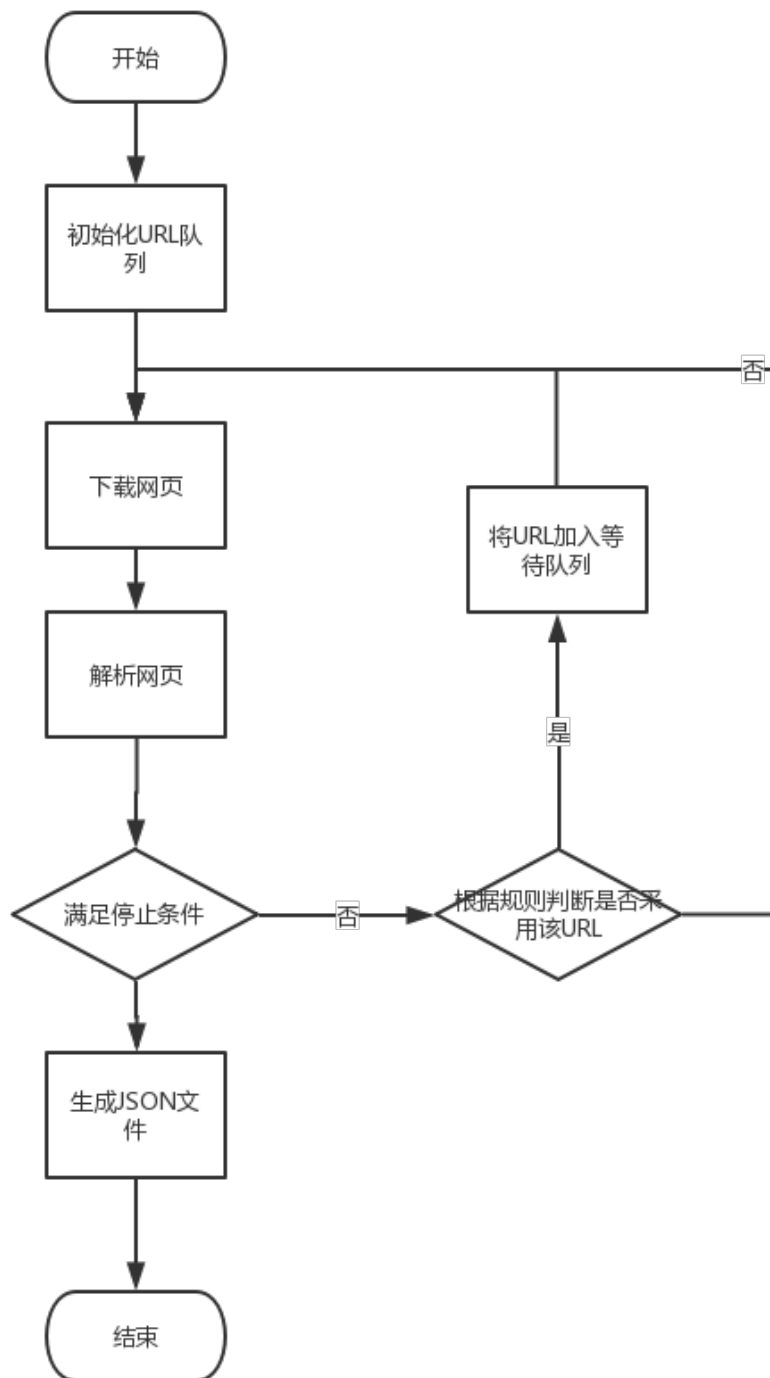 开始
初始化URL队
列
否
下载网页
将URL加入等
待队列
解析网页
是
满足停止条件
否
根据规则判断是否采
用该URL
生成JSON文
件
结束